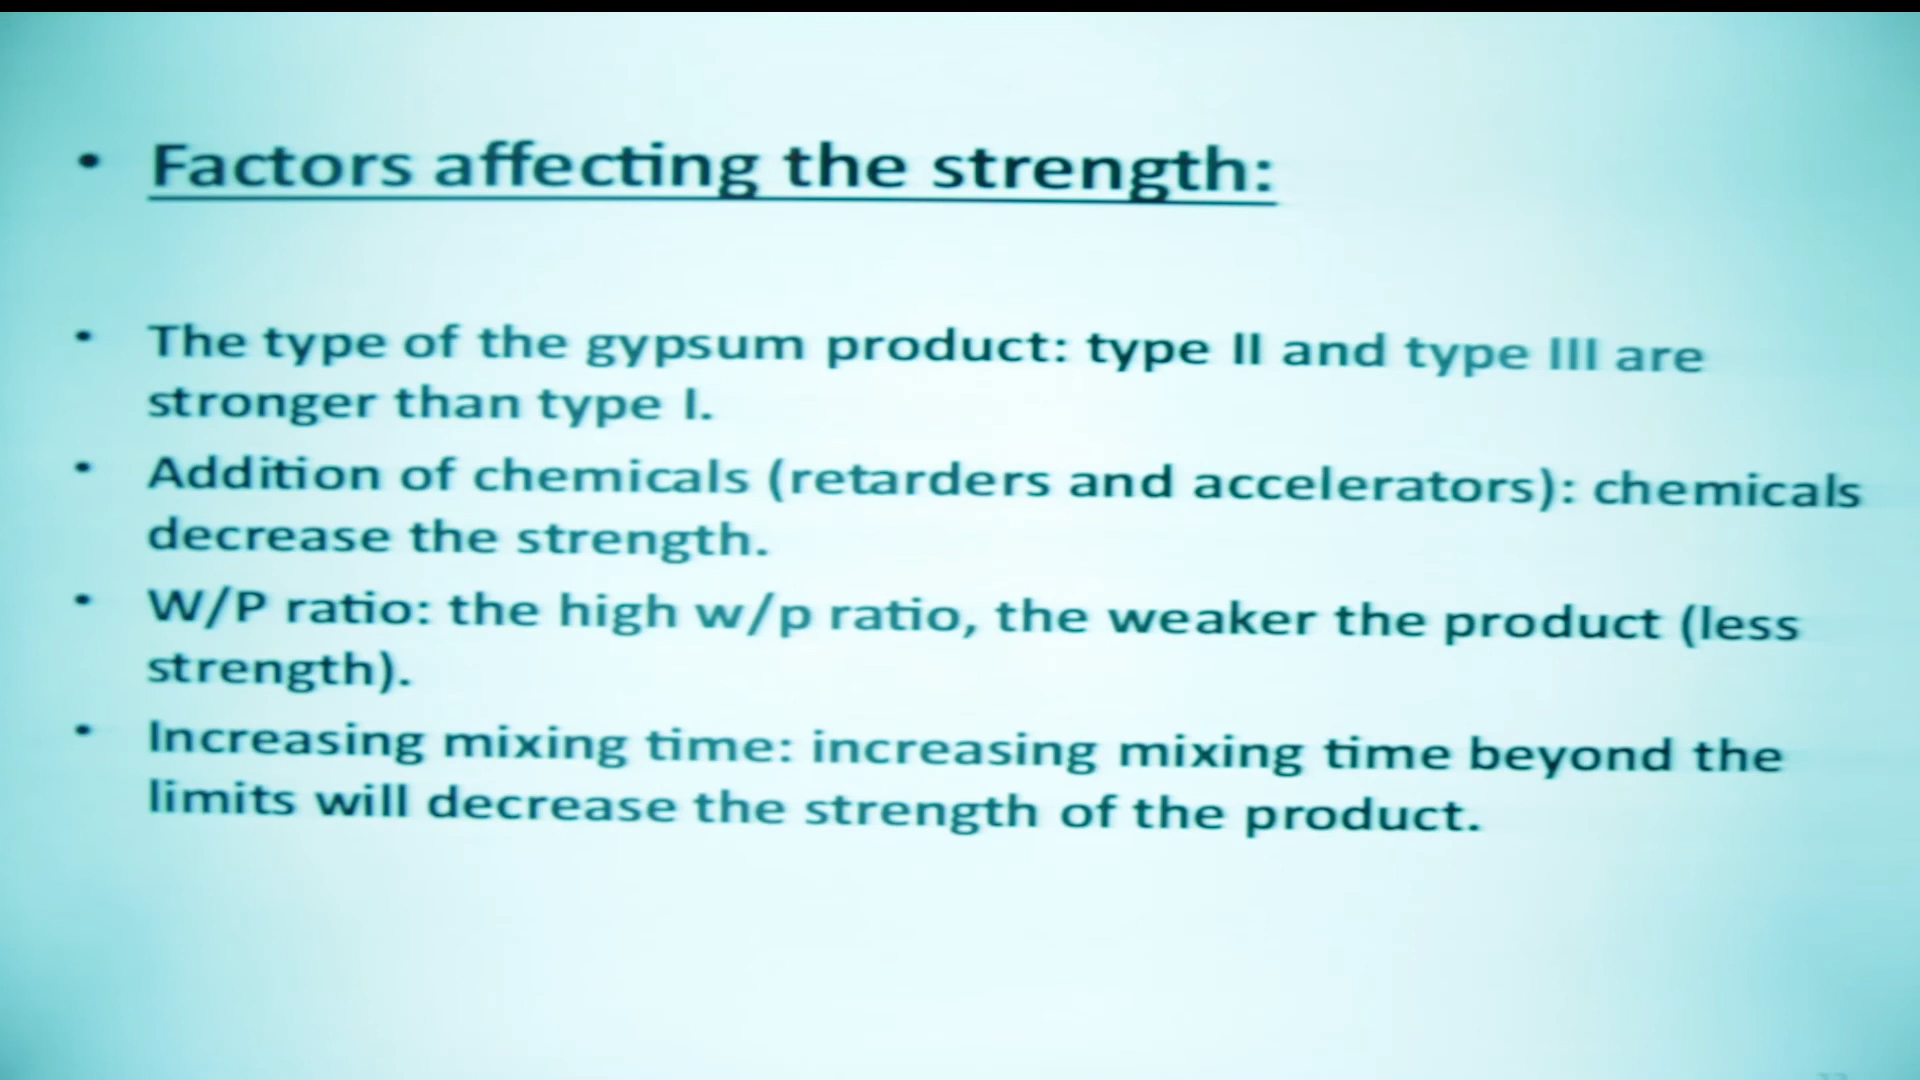 • Factors affecting the strength:
• The type of the gypsum product: type II and type III are
stronger than type I.
• Addition of chemicals (retarders and accelerators): chemicals
decrease the strength.
• W/P ratio: the high w/p ratio, the weaker the product (less
strength).
• Increasing mixing time: increasing mixing time beyond the
limits will decrease the strength of the product.